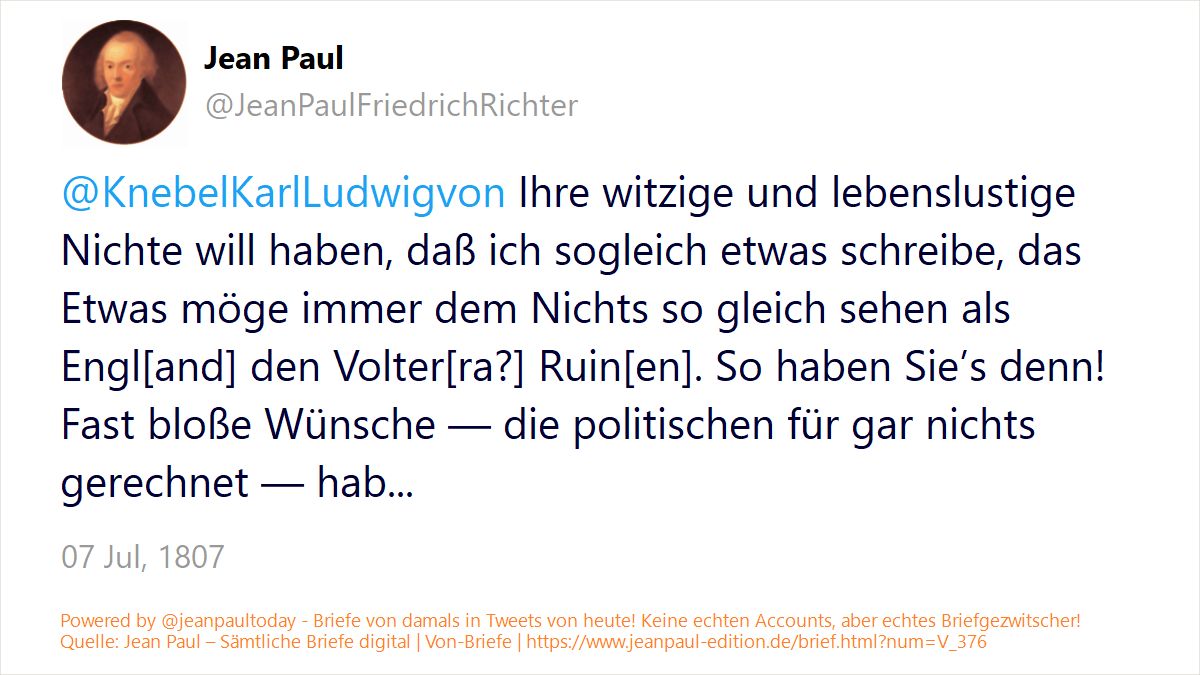 Jean Paul
@JeanPaulFriedrichRichter
@KnebelKarlLudwigvon Ihre witzige und lebenslustige
Nichte will haben, daß ich sogleich etwas schreibe, das
Etwas möge immer dem Nichts so gleich sehen als
Engl[and] den Volter[ra?] Ruin[en]. So haben Sie’s denn!
Fast bloße Wünsche — die politischen für gar nichts
gerechnet — hab...
07 Jul, 1807
Powered by @jeanpaultoday - Briefe von damals in Tweets von heute! Keine echten Accounts, aber echtes Briefgezwitscher!
Quelle: Jean Paul – Sämtliche Briefe digital | Von-Briefe | https://www.jeanpaul-edition.de/brief.html?num=V_376